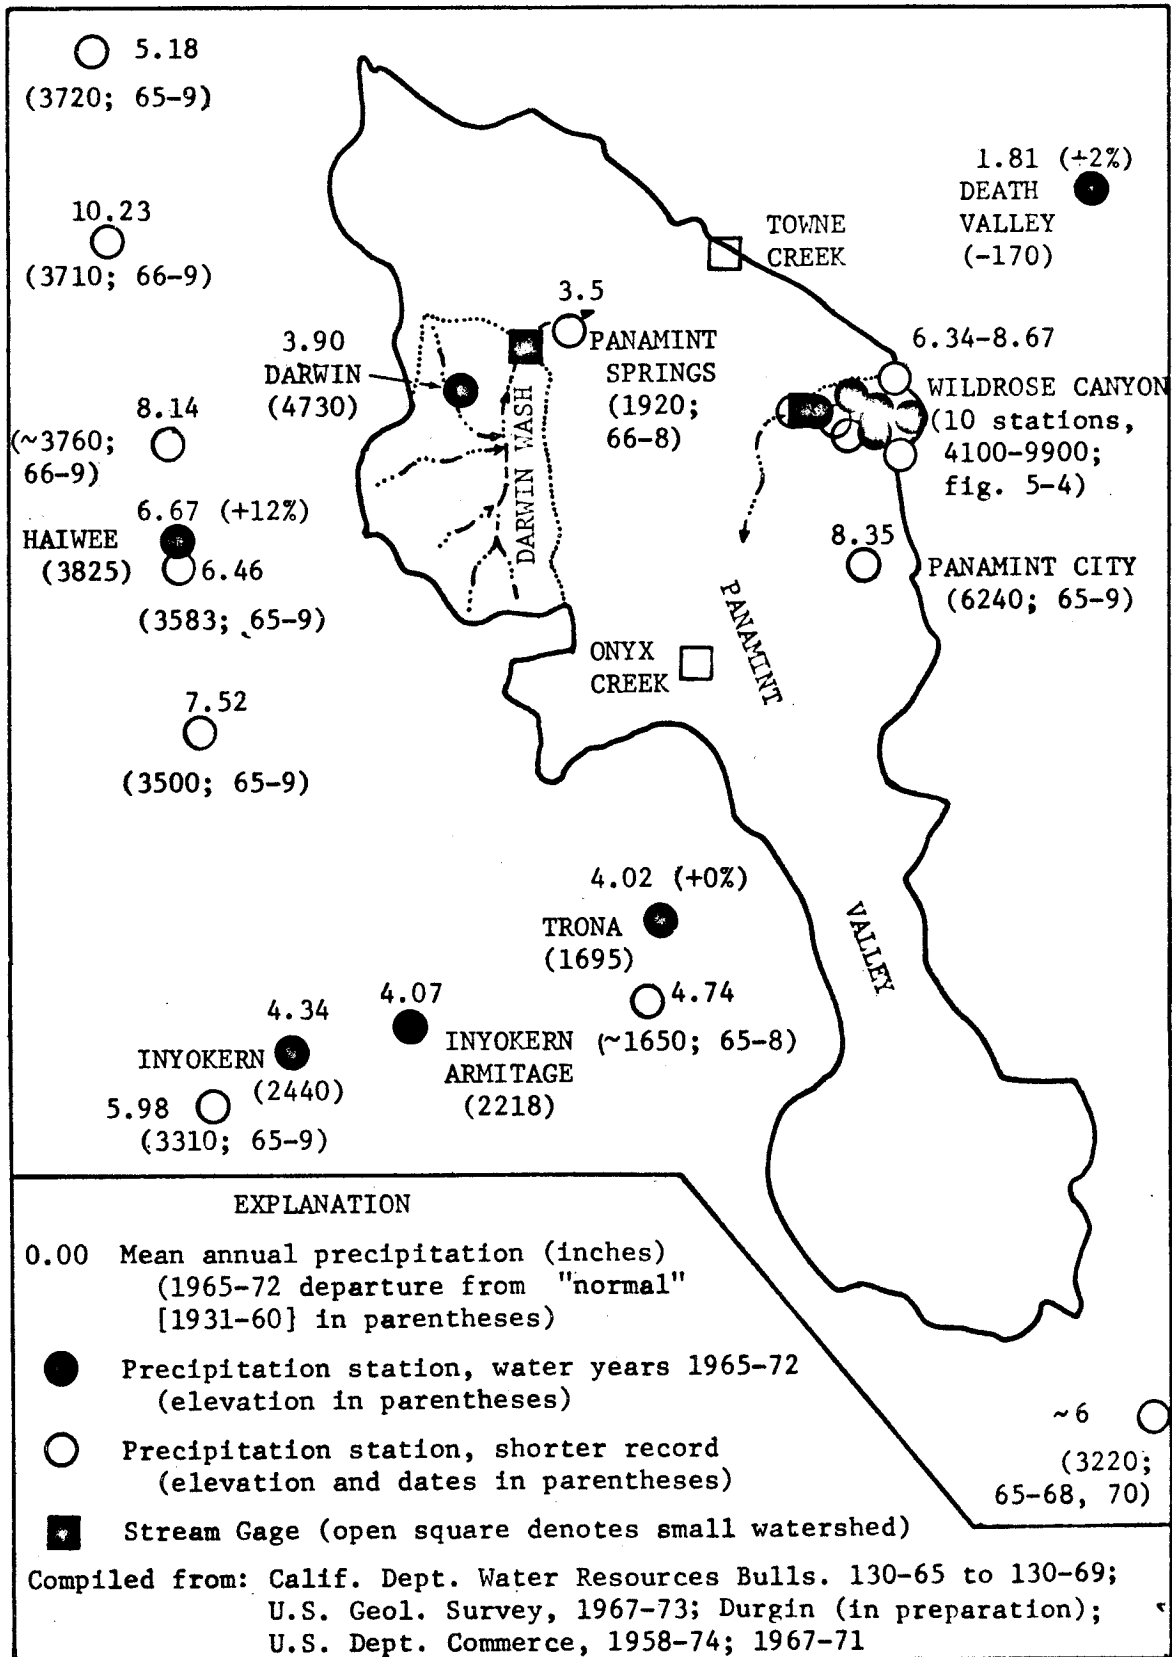 5.18
(3720; 65-9)
1.81 (+2%)
DEATH
VALLEY
(-170)
10.23
(3710; 66-9)
TOWNE
CREEK
3.5
PANAMINT
SPRINGS
(1920;
66-8)
3.90
DARWIN
(4730)
6.34-8.67
WILDROSE CANYON
(10 stations,
4100-9900;
fig. 5-4)
8.14
(~3760;
66-9)
DARWIN WASH
6.67 (+12%)
HAIWEE
(3825)
6.46
(3583; 65-9)
8.35
PANAMINT CITY
(6240; 65-9)
PANAMINT
ONYX
CREEK
7.52
(3500; 65-9)
4.02 (+0%)
TRONA
(1695)
VALLEY
4.74
(~1650; 65-8)
4.07
INYOKERN
ARMITAGE
(2218)
4.34
INYOKERN
(2440)
5.98
(3310; 65-9)
EXPLANATION
0.00 Mean annual precipitation (inches)
(1965-72 departure from "normal"
[1931-60] in parentheses)
Precipitation station, water years 1965-72
(elevation in parentheses)
Precipitation station, shorter record
(elevation and dates in parentheses)
Stream Gage (open square denotes small watershed)
~6
(3220;
65-68, 70)
Compiled from: Calif. Dept. Water Resources Bulls. 130-65 to 130-69;
U.S. Geol. Survey, 1967-73; Durgin (in preparation);
U.S. Dept. Commerce, 1958-74; 1967-71